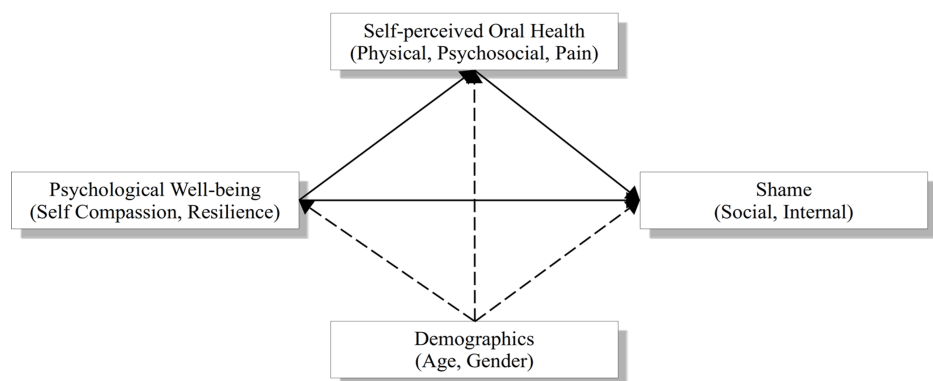 Self-perceived Oral Health
(Physical, Psychosocial, Pain)
Psychological Well-being
(Self Compassion, Resilience)
Shame
(Social, Internal)
Demographics
(Age, Gender)